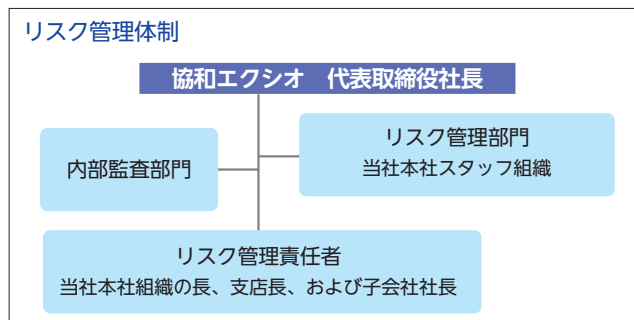 リスク管理体制
協和エクシオ　代表取締役社長
リスク管理部門
当社本社スタッフ組織
内部監査部門
リスク管理責任者
当社本社組織の長、支店長、および子会社社長